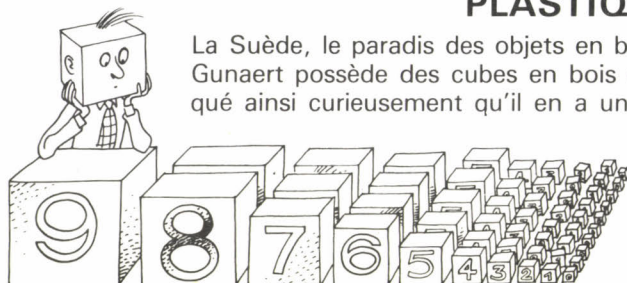 PLASTIQ
La Suède, le paradis des objets en b
Gunaert possède des cubes en bois
qué ainsi curieusement qu'il en a un
9 8 7 6 5 4 3 2 1 0